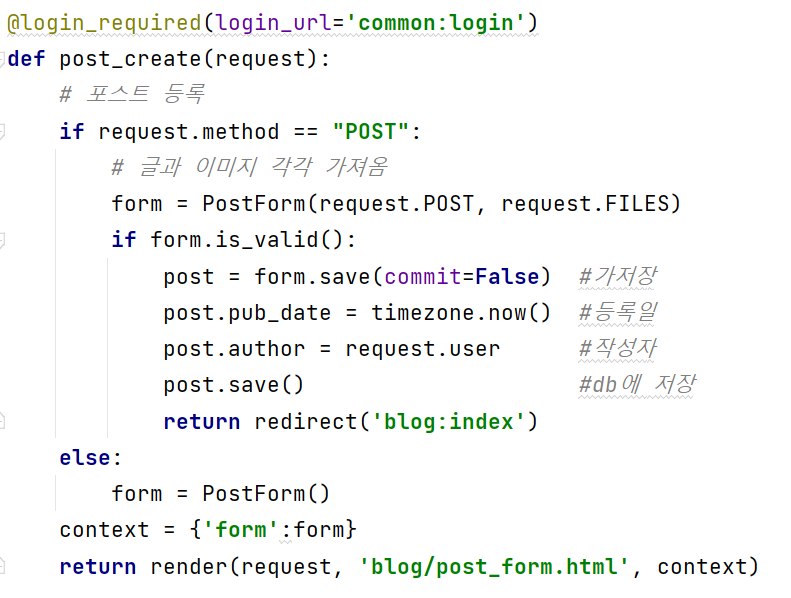 @login_required(login_url='common:login')
def post_create(request):
    # 포스트 등록
    if request.method == "POST":
        # 글과 이미지 각각 가져옴
        form = PostForm(request.POST, request.FILES)
        if form.is_valid():
            post = form.save(commit=False)  #가저장
            post.pub_date = timezone.now()  #등록일
            post.author = request.user      #작성자
            post.save()                     #db에 저장
            return redirect('blog:index')
    else:
        form = PostForm()
    context = {'form':form}
    return render(request, 'blog/post_form.html', context)